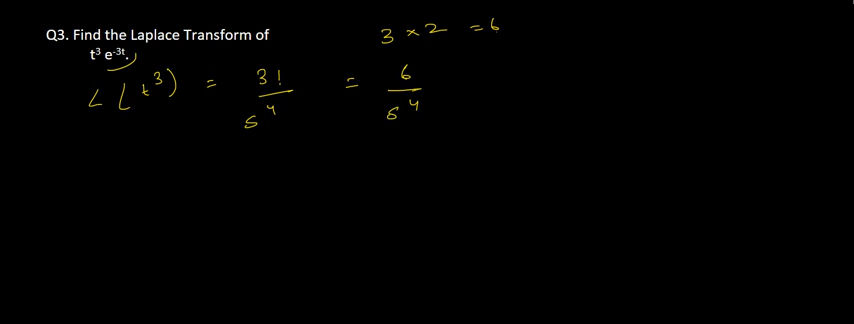 Q3. Find the Laplace Transform of
t³ e⁻³ᵗ.
3 × 2 = 6
L(t³) = 3!/s⁴ = 6/s⁴